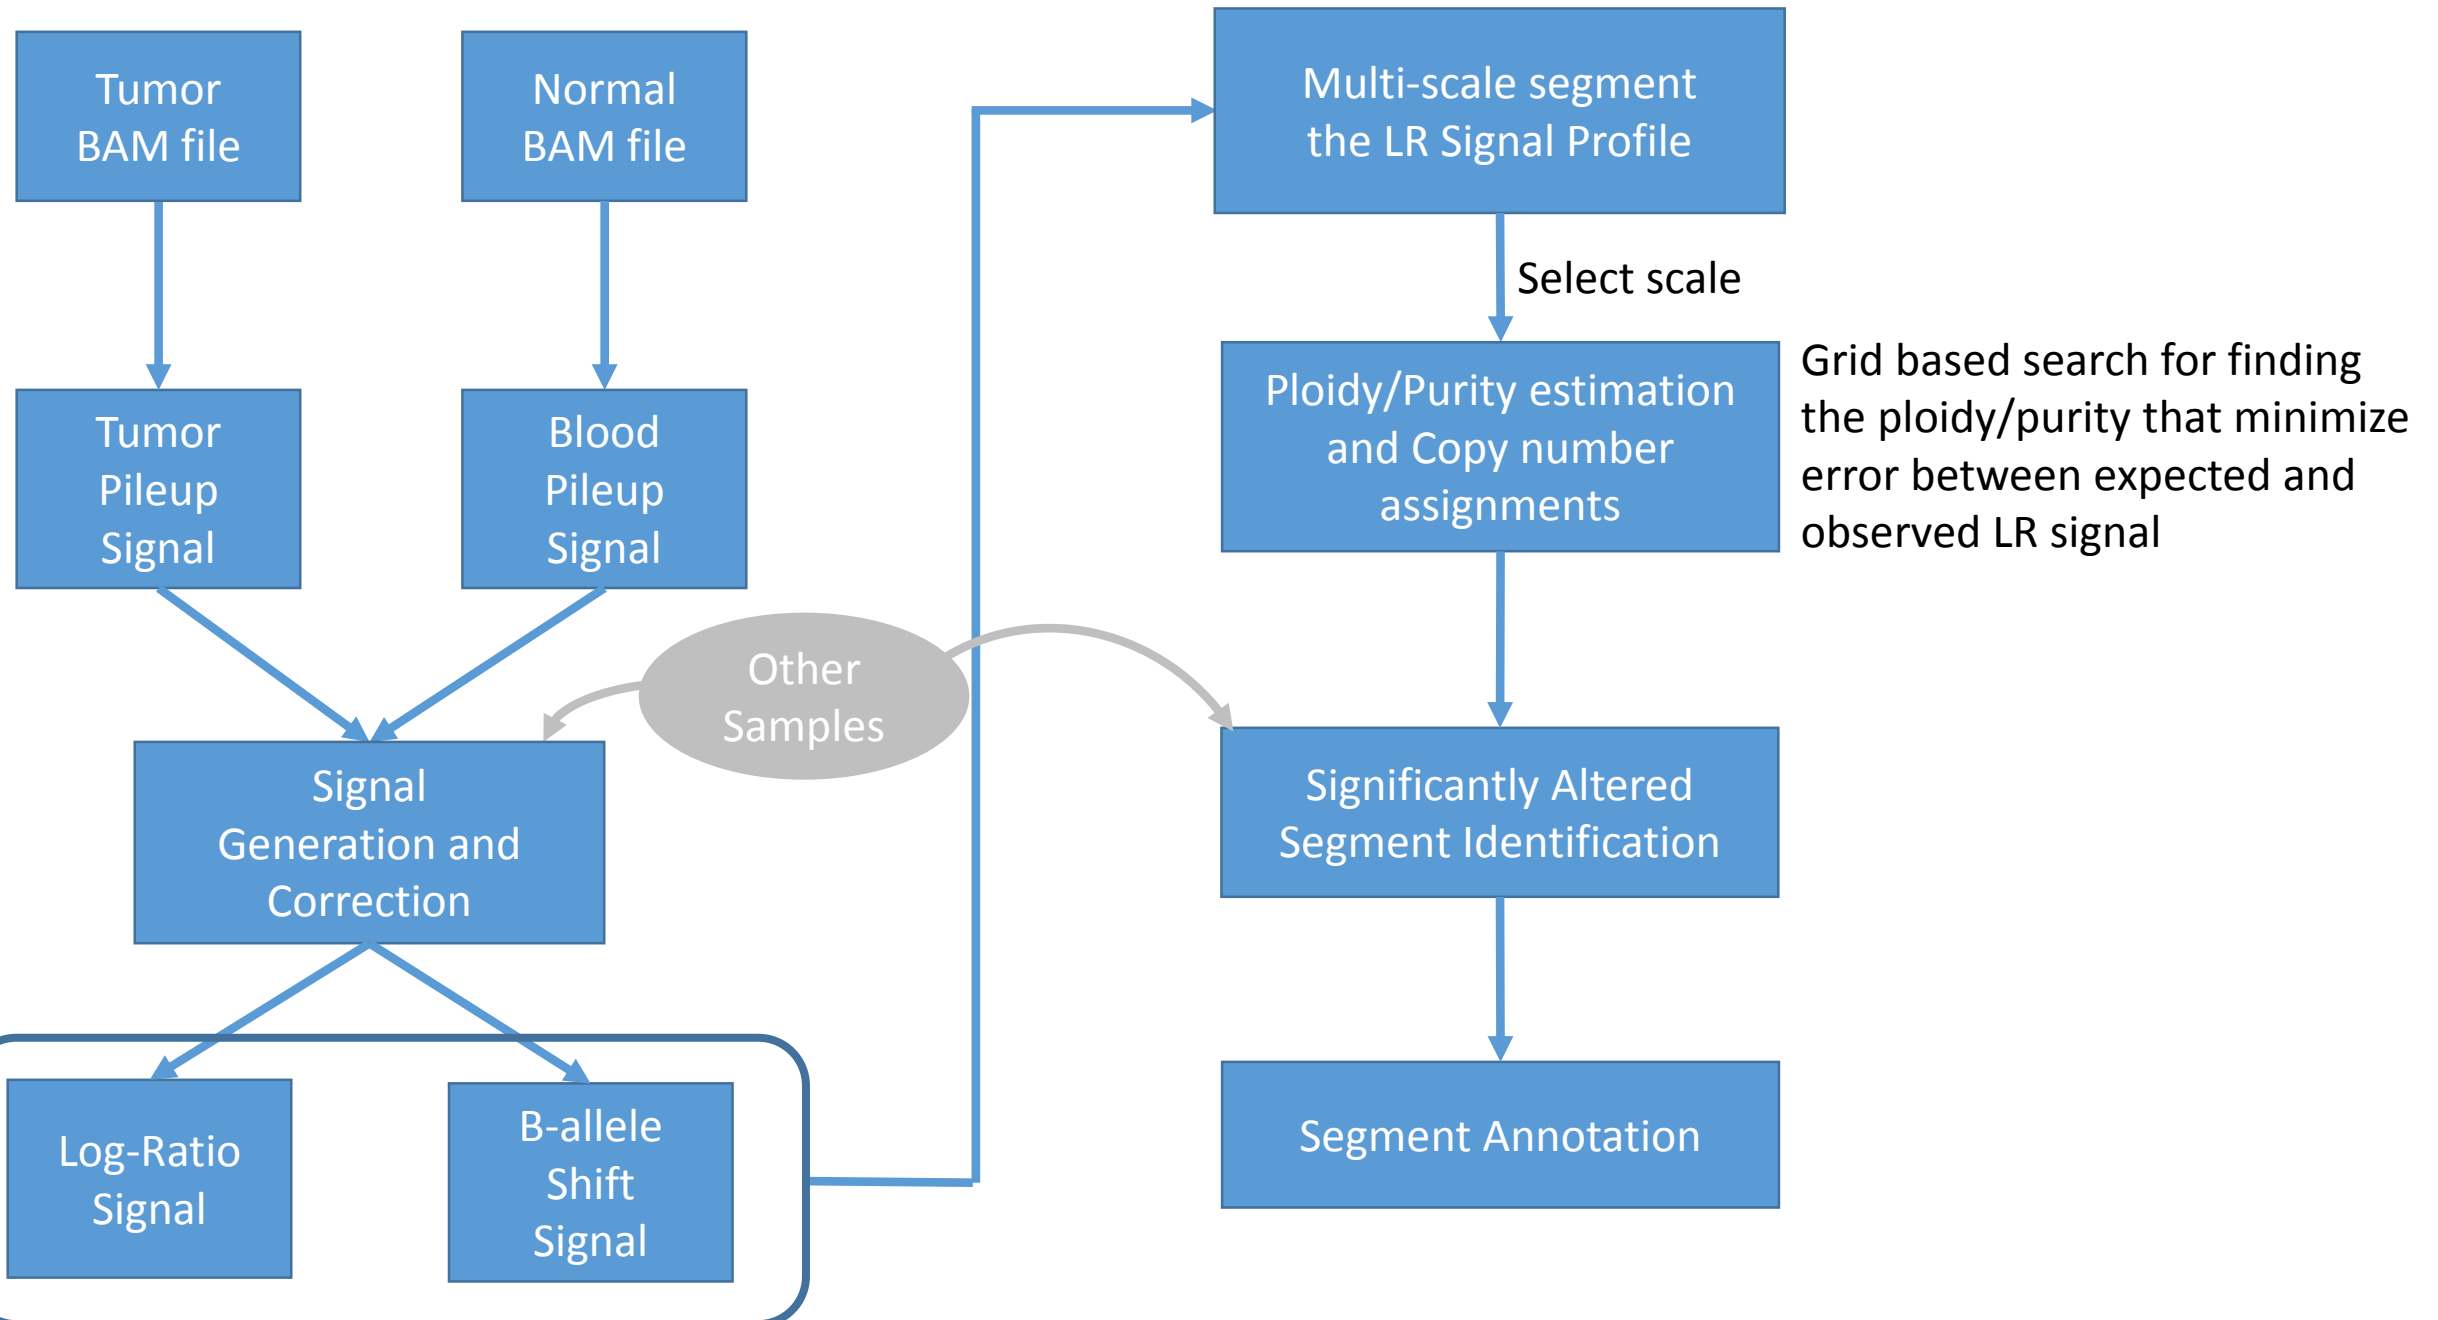 Tumor
BAM file
Normal
BAM file
Tumor
Pileup
Signal
Blood
Pileup
Signal
Other
Samples
Signal
Generation and
Correction
Log-Ratio
Signal
B-allele
Shift
Signal
Multi-scale segment
the LR Signal Profile
Select scale
Ploidy/Purity estimation
and Copy number
assignments
Grid based search for finding
the ploidy/purity that minimize
error between expected and
observed LR signal
Significantly Altered
Segment Identification
Segment Annotation